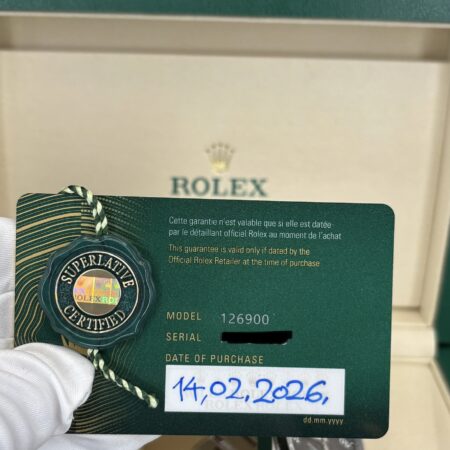 ROLEX
Cette garantie n'est valable que si elle est datée
par le détaillant officiel Rolex au moment de l'achat
This guarantee is valid only if dated by the
Official Rolex Retailer at the time of purchase
SUPERLATIVE
ROLEX
CERTIFIED
MODEL 126900
SERIAL
DATE OF PURCHASE
14,02,2026,
ROLEX
dd.mm.yyyy